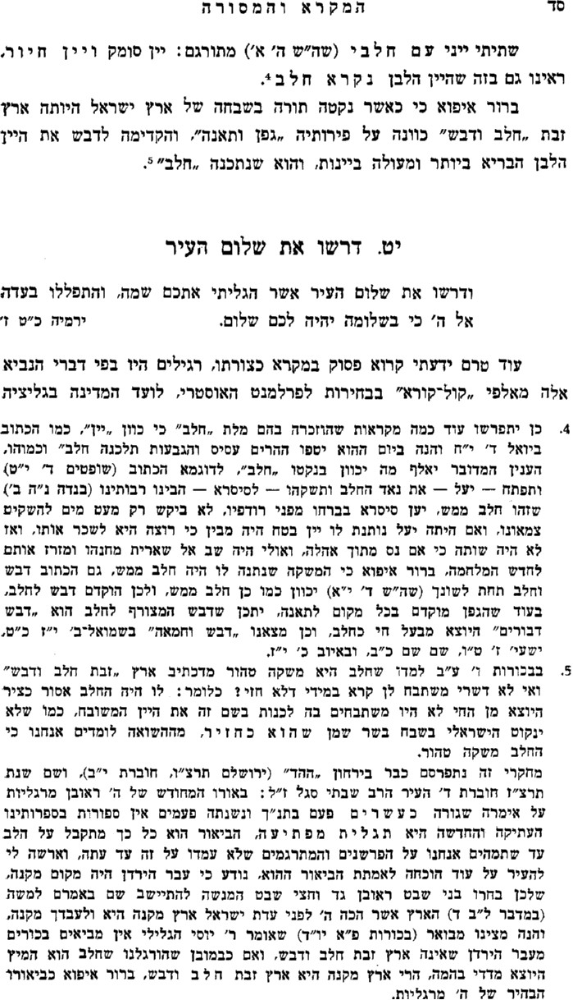 סד
המקרא והמסורה
שתיתי ייני עם חלבי (שה״ש ה׳ א׳) מתורגם: יין סומק ויין חיור,
ראינו גם בזה שהיין הלבן נקרא חלב⁴.
ברור איפוא כי כאשר נקטה תורה בשבחה של ארץ ישראל היותה ארץ
זבת „חלב ודבש” כוונה על פירותיה „גפן ותאנה”, והקדימה לדבש את היין
הלבן הבריא ביותר ומעולה ביינות, והוא שנתכנה „חלב”⁵.
יט. דרשו את שלום העיר
ודרשו את שלום העיר אשר הגליתי אתכם שמה, והתפללו בעדה
אל ה׳ כי בשלומה יהיה לכם שלום. ירמיה כ״ט ז׳
עוד טרם ידעתי קרוא פסוק במקרא כצורתו, רגילים היו בפי דברי הנביא
אלה מאלפי „קול־קורא” בבחירות לפרלמנט האוסטרי, לועד המדינה בגליציה
4. כן יתפרשו עוד כמה מקראות שהוזכרה בהם מלת „חלב” כי כוון „יין”, כמו הכתוב
ביואל ד׳ י״ח והנה ביום ההוא יטפו ההרים עסיס והגבעות תלכנה חלב” וכמוהו,
הענין המדובר יאלף מה יכוון בנקטו „חלב”, לדוגמא הכתוב (שופטים ד׳ י״ט)
ותפתח — יעל — את נאד החלב ותשקהו — לסיסרא — הבינו רבותינו (בנדה נ״ה ב׳)
שזהו חלב ממש, יען סיסרא בברחו מפני רודפיו, לא ביקש רק מעט מים להשקיט
צמאונו, ואם היתה יעל נותנת לו יין בטח היה מבין כי רוצה היא לשכר אותו, ואז
לא היה שותה כי אם נס מתוך אהלה, ואולי היה שב אל שארית מחנהו ומזרז אותם
לחדש המלחמה, ברור איפוא כי המשקה שנתנה לו היה חלב ממש, גם הכתוב דבש
וחלב תחת לשונך (שה״ש ד׳ י״א) יכוון כמו כן חלב ממש, ולכן הוקדם דבש לחלב,
בעוד שהגפן מוקדם בכל מקום לתאנה, יתכן שדבש המצורף לחלב הוא „דבש
דבורים” היוצא מבעל חי כחלב, וכן מצאנו „דבש וחמאה” בשמואל־ב׳ י״ז כ״ט,
ישעי׳ ז׳ ט״ו, שם שם כ״ב, ובאיוב כ׳ י״ז.
5. בבכורות ו׳ ע״ב למדו שחלב היא משקה טהור מדכתיב ארץ „זבת חלב ודבש”
ואי לא דשרי משתבח לן קרא במידי דלא חזי? כלומר: לו היה החלב אסור כציר
היוצא מן החי לא היו משתבחים בה לכנות בשם זה את היין המשובח, כמו שלא
ינקוט הישראלי בשבח בשר שמן שהוא כחזיר, מההשואה לומדים אנחנו כי
החלב משקה טהור.
מחקרי זה נתפרסם כבר בירחון „ההד” (ירושלם תרצ״ו, חוברת י״ב), ושם שנת
תרצ״ז חוברת ד׳ העיר הרב שבתי סגל ז״ל: באורו המחודש של ה׳ ראובן מרגליות
על אימרה שגורה כעשרים פעם בתנ״ך ונשנתה פעמים אין ספורות בספרותינו
העתיקה והחדשה היא תגלית מפתיעה, הביאור הוא כל כך מתקבל על הלב
עד שתמהים אנחנו על הפרשנים והמתרגמים שלא עמדו על זה עד עתה, וארשה לי
להעיר על עוד הוכחה לאמתת הביאור ההוא, נודע כי עבר הירדן היה מקום מקנה,
שלכן בחרו בני שבט ראובן גד וחצי שבט המנשה להתיישב שם באמרם למשה
(במדבר ל״ב ד) הארץ אשר הכה ה׳ לפני עדת ישראל ארץ מקנה היא ולעבדך מקנה,
והנה מצינו מבואר (בכורות פ״א יו״ד) שאומר ר׳ יוסי הגלילי אין מביאים בכורים
מעבר הירדן שאינה ארץ זבת חלב ודבש, ואם כבמובן שהורגלנו שחלב הוא המיץ
היוצא מדדי בהמה, הרי ארץ מקנה היא ארץ זבת חלב ודבש, ברור איפוא כביאורו
הבהיר של ה׳ מרגליות.